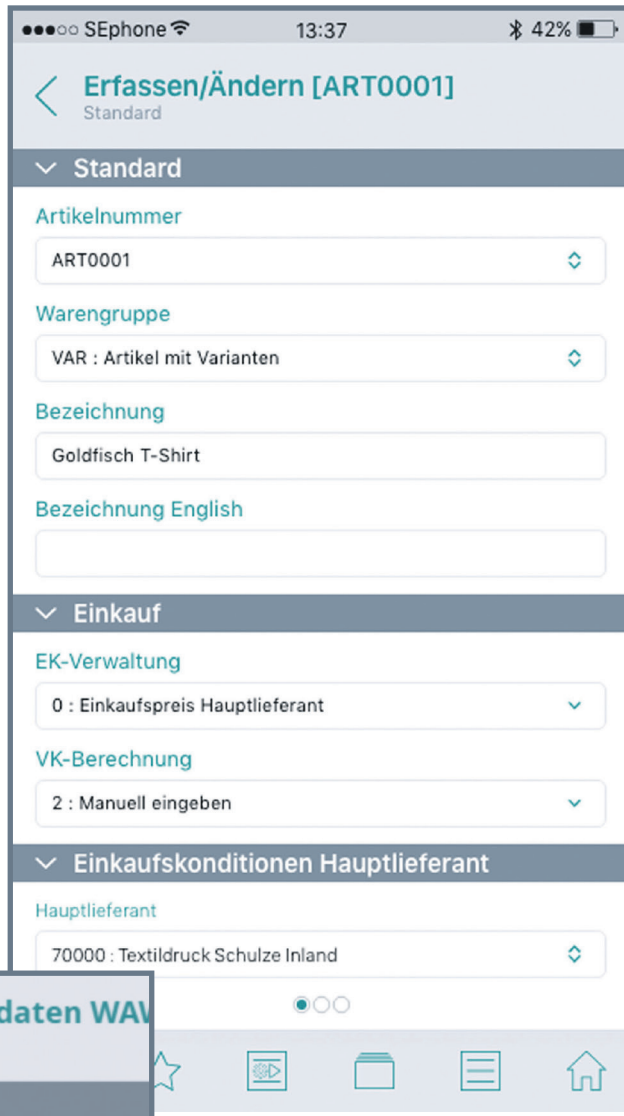 SEphone 13:37 42%
Erfassen/Ändern [ART0001]
Standard
Standard
Artikelnummer
ART0001
Warengruppe
VAR : Artikel mit Varianten
Bezeichnung
Goldfisch T-Shirt
Bezeichnung English
Einkauf
EK-Verwaltung
0 : Einkaufspreis Hauptlieferant
VK-Berechnung
2 : Manuell eingeben
Einkaufskonditionen Hauptlieferant
Hauptlieferant
70000 : Textildruck Schulze Inland
daten